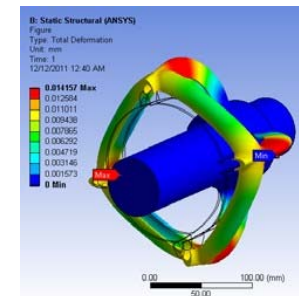 B: Static Structural (ANSYS)
Figure
Type: Total Deformation
Unit: mm
Time: 1
12/12/2011 12:40 AM
0.014157 Max
0.012584
0.011011
0.009438
0.007865
0.006292
0.004719
0.003146
0.001573
0 Min
Min
Max
0.00
100.00 (mm)
50.00